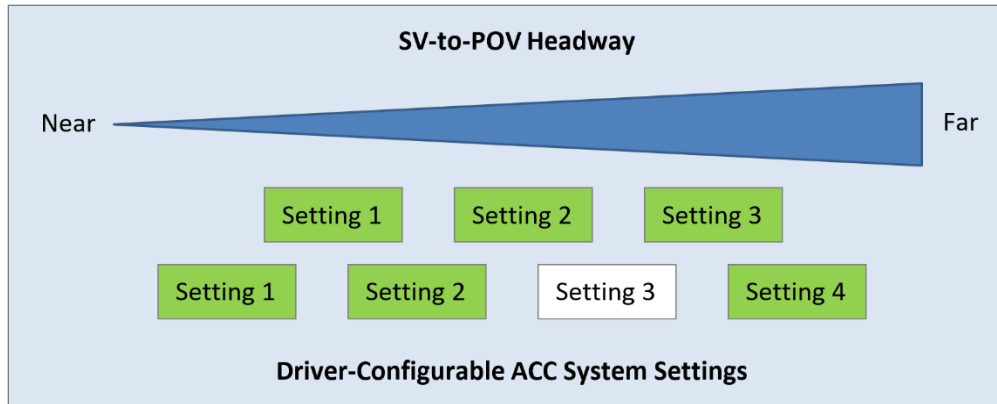 SV-to-POV Headway
Near
Far
Setting 1 Setting 2 Setting 3
Setting 1 Setting 2 Setting 3 Setting 4
Driver-Configurable ACC System Settings